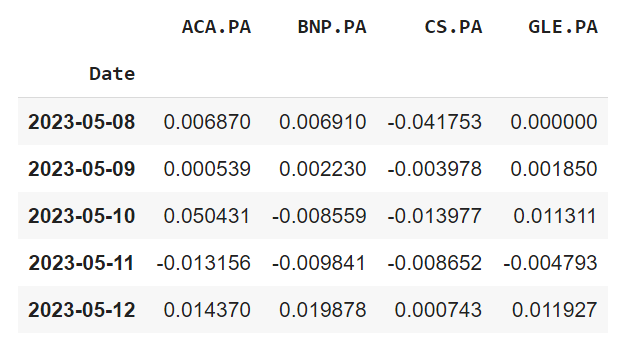 ACA.PA BNP.PA CS.PA GLE.PA
Date
2023-05-08 0.006870 0.006910 -0.041753 0.000000
2023-05-09 0.000539 0.002230 -0.003978 0.001850
2023-05-10 0.050431 -0.008559 -0.013977 0.011311
2023-05-11 -0.013156 -0.009841 -0.008652 -0.004793
2023-05-12 0.014370 0.019878 0.000743 0.011927